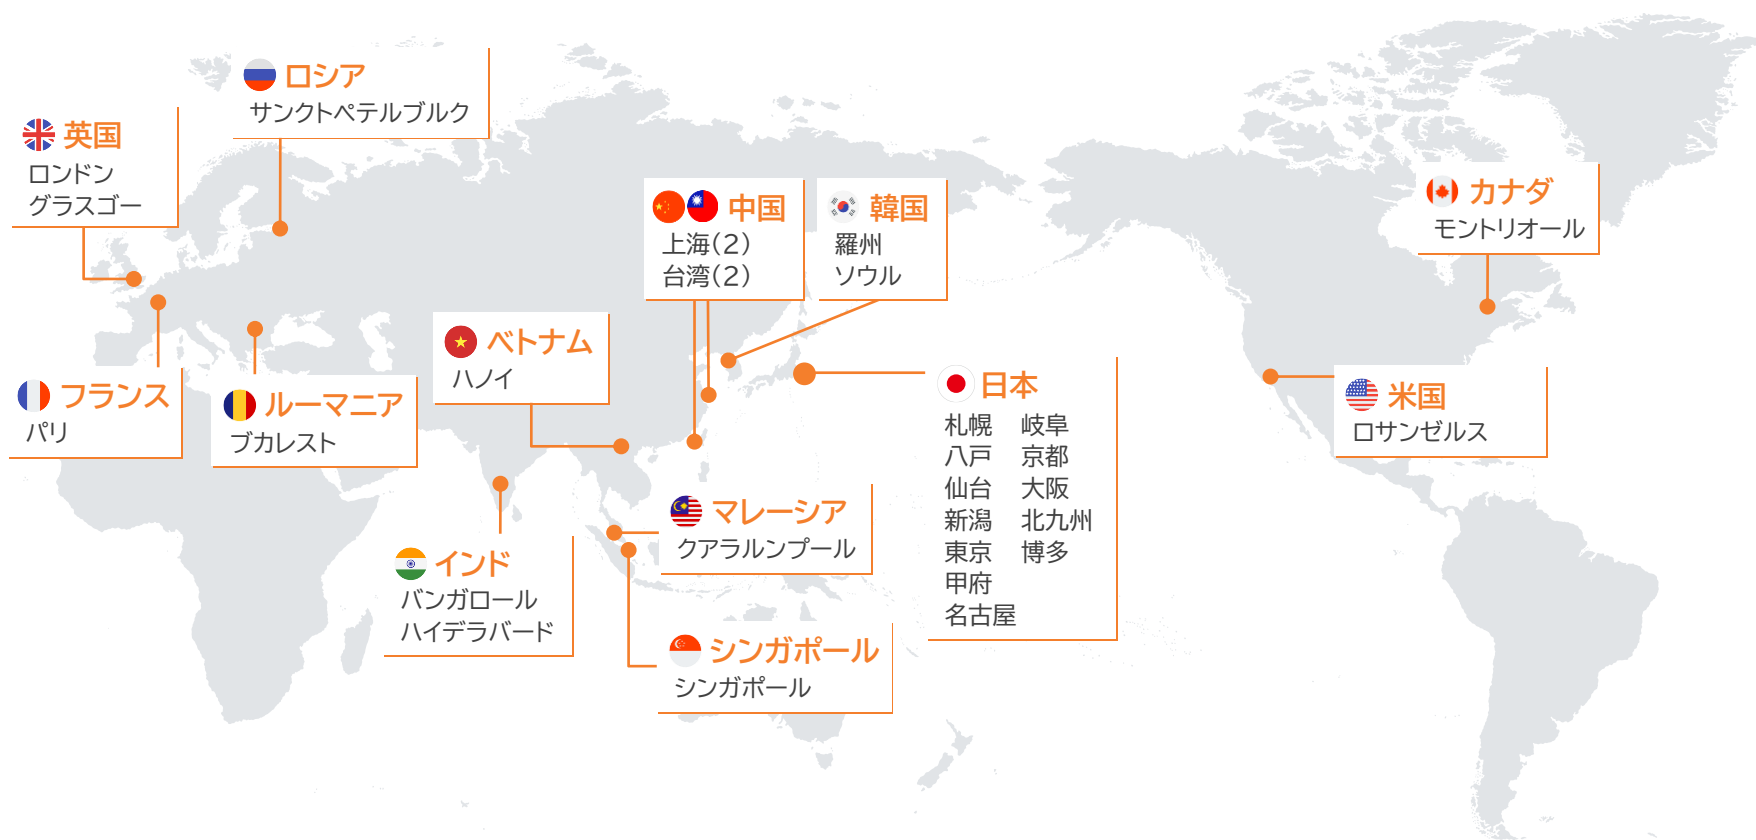 ロシア
サンクトペテルブルク
英国
ロンドン
グラスゴー
中国
上海(2)
台湾(2)
韓国
羅州
ソウル
カナダ
モントリオール
フランス
パリ
ルーマニア
ブカレスト
ベトナム
ハノイ
日本
札幌 岐阜
八戸 京都
仙台 大阪
新潟 北九州
東京 博多
甲府
名古屋
米国
ロサンゼルス
インド
バンガロール
ハイデラバード
マレーシア
クアラルンプール
シンガポール
シンガポール